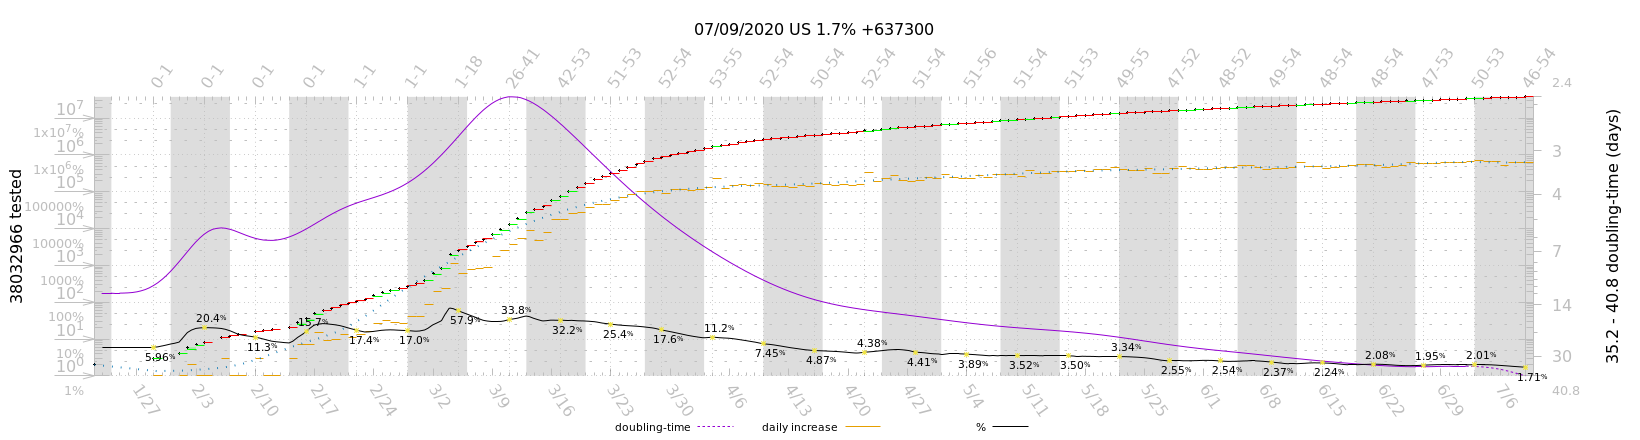 07/09/2020 US 1.7% +637300
0-1 0-1 0-1 0-1 1-1 1-1 1-18 26-41 42-53 51-53 52-54 53-55 52-54 50-54 52-54 51-54 51-56 51-54 51-53 49-55 47-52 48-52 49-54 48-54 48-54 47-53 50-53 46-54
38032966 tested
10⁷
1x10⁷%
10⁶
1x10⁶%
10⁵
100000%
10⁴
10000%
10³
1000%
10²
100%
10¹
10%
10⁰
1%
5.96% 20.4% 11.3% 15.7% 17.4% 17.0% 57.9% 33.8% 32.2% 25.4% 17.6% 11.2% 7.45% 4.87% 4.38% 4.41% 3.89% 3.52% 3.50% 3.34% 2.55% 2.54% 2.37% 2.24% 2.08% 1.95% 2.01% 1.71%
2.4
3
4
7
14
30
40.8
35.2 - 40.8 doubling-time (days)
1/27 2/3 2/10 2/17 2/24 3/2 3/9 3/16 3/23 3/30 4/6 4/13 4/20 4/27 5/4 5/11 5/18 5/25 6/1 6/8 6/15 6/22 6/29 7/6
doubling-time daily increase %